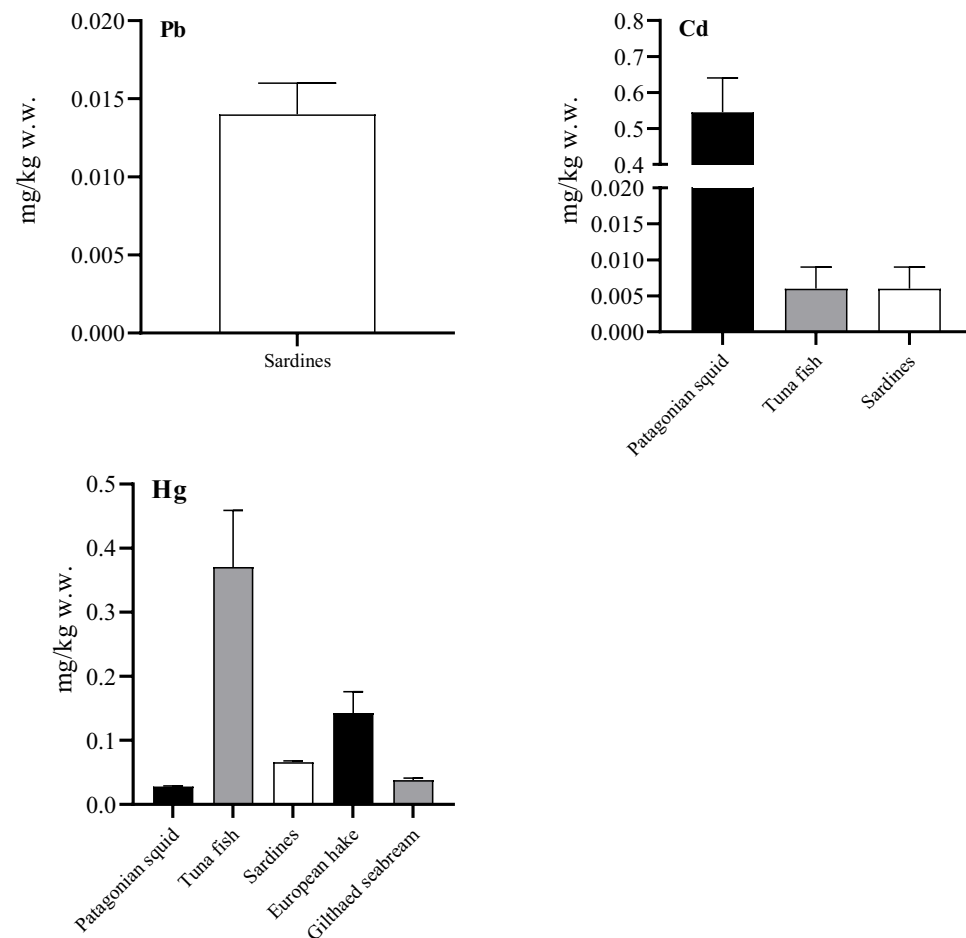 Pb
mg/kg w.w.
0.020
0.015
0.010
0.005
0.000
Sardines
Cd
mg/kg w.w.
0.8
0.7
0.6
0.5
0.4
0.020
0.015
0.010
0.005
0.000
Patagonian squid
Tuna fish
Sardines
Hg
mg/kg w.w.
0.5
0.4
0.3
0.2
0.1
0.0
Patagonian squid
Tuna fish
Sardines
European hake
Gilthaed seabream